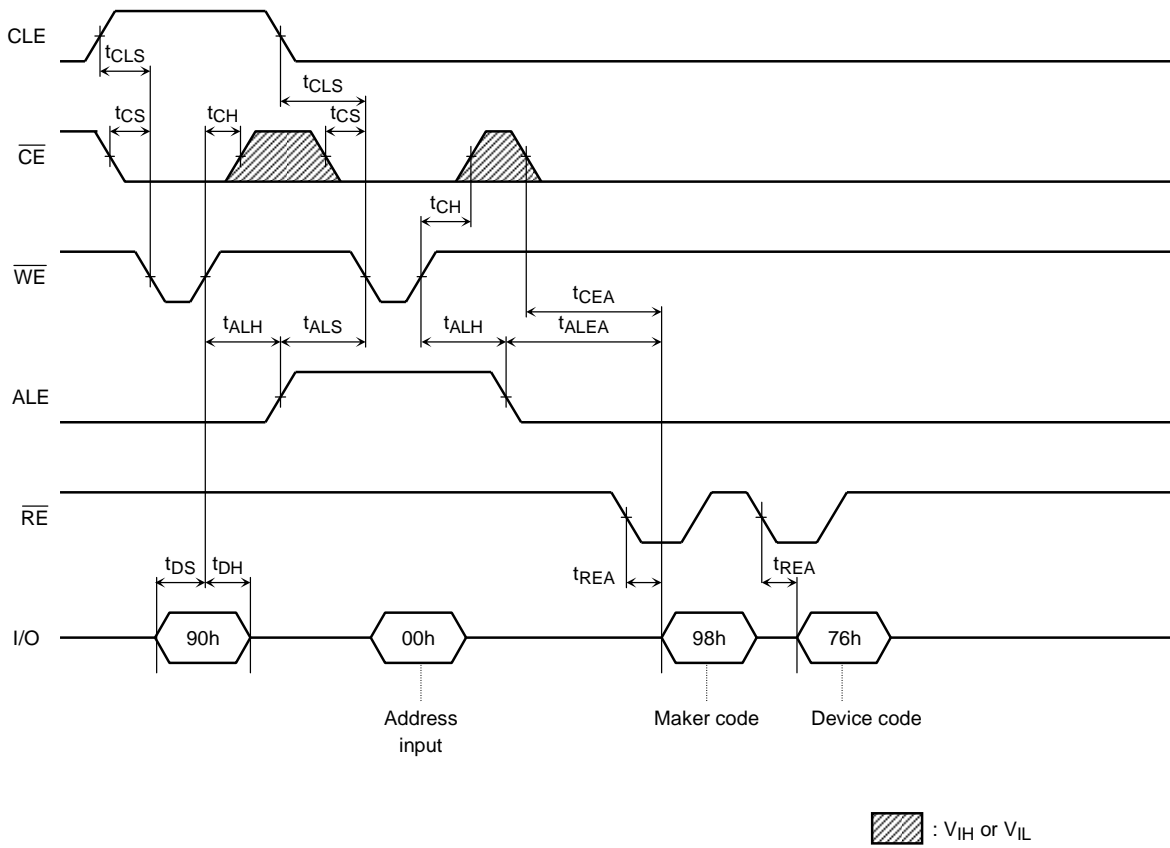 CLE
tCLS
tCLS
tCS
tCH
tCS
CE
tCH
WE
tCEA
tALH
tALS
tALH
tALEA
ALE
RE
tDS
tDH
tREA
tREA
I/O
90h
00h
98h
76h
Address
input
Maker code
Device code
: VIH or VIL